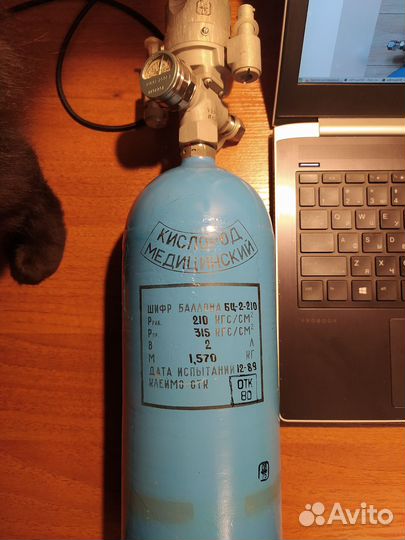 КИСЛОРОД
МЕДИЦИНСКИЙ
ШИФР БАЛЛОНА БЦ-2-210
Рраб. 210 КГС/СМ²
Рпр. 315 КГС/СМ²
В 2 Л
М 1,570 КГ
ДАТА ИСПЫТАНИЙ 12-89
КЛЕЙМО ОТК
ОТК
80
PROBOOK
Avito